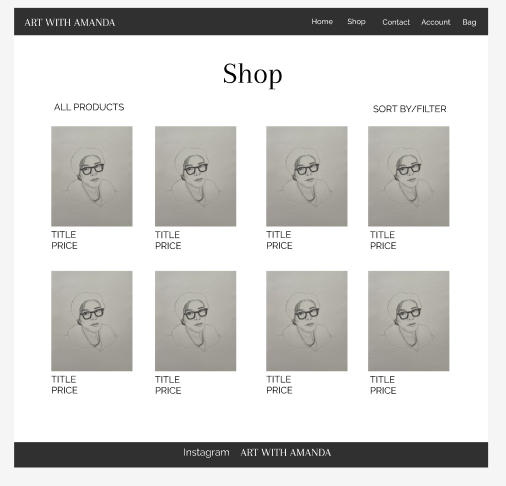 ART WITH AMANDA Home Shop Contact Account Bag
Shop
ALL PRODUCTS SORT BY/FILTER
TITLE TITLE TITLE TITLE
PRICE PRICE PRICE PRICE
TITLE TITLE TITLE TITLE
PRICE PRICE PRICE PRICE
Instagram ART WITH AMANDA